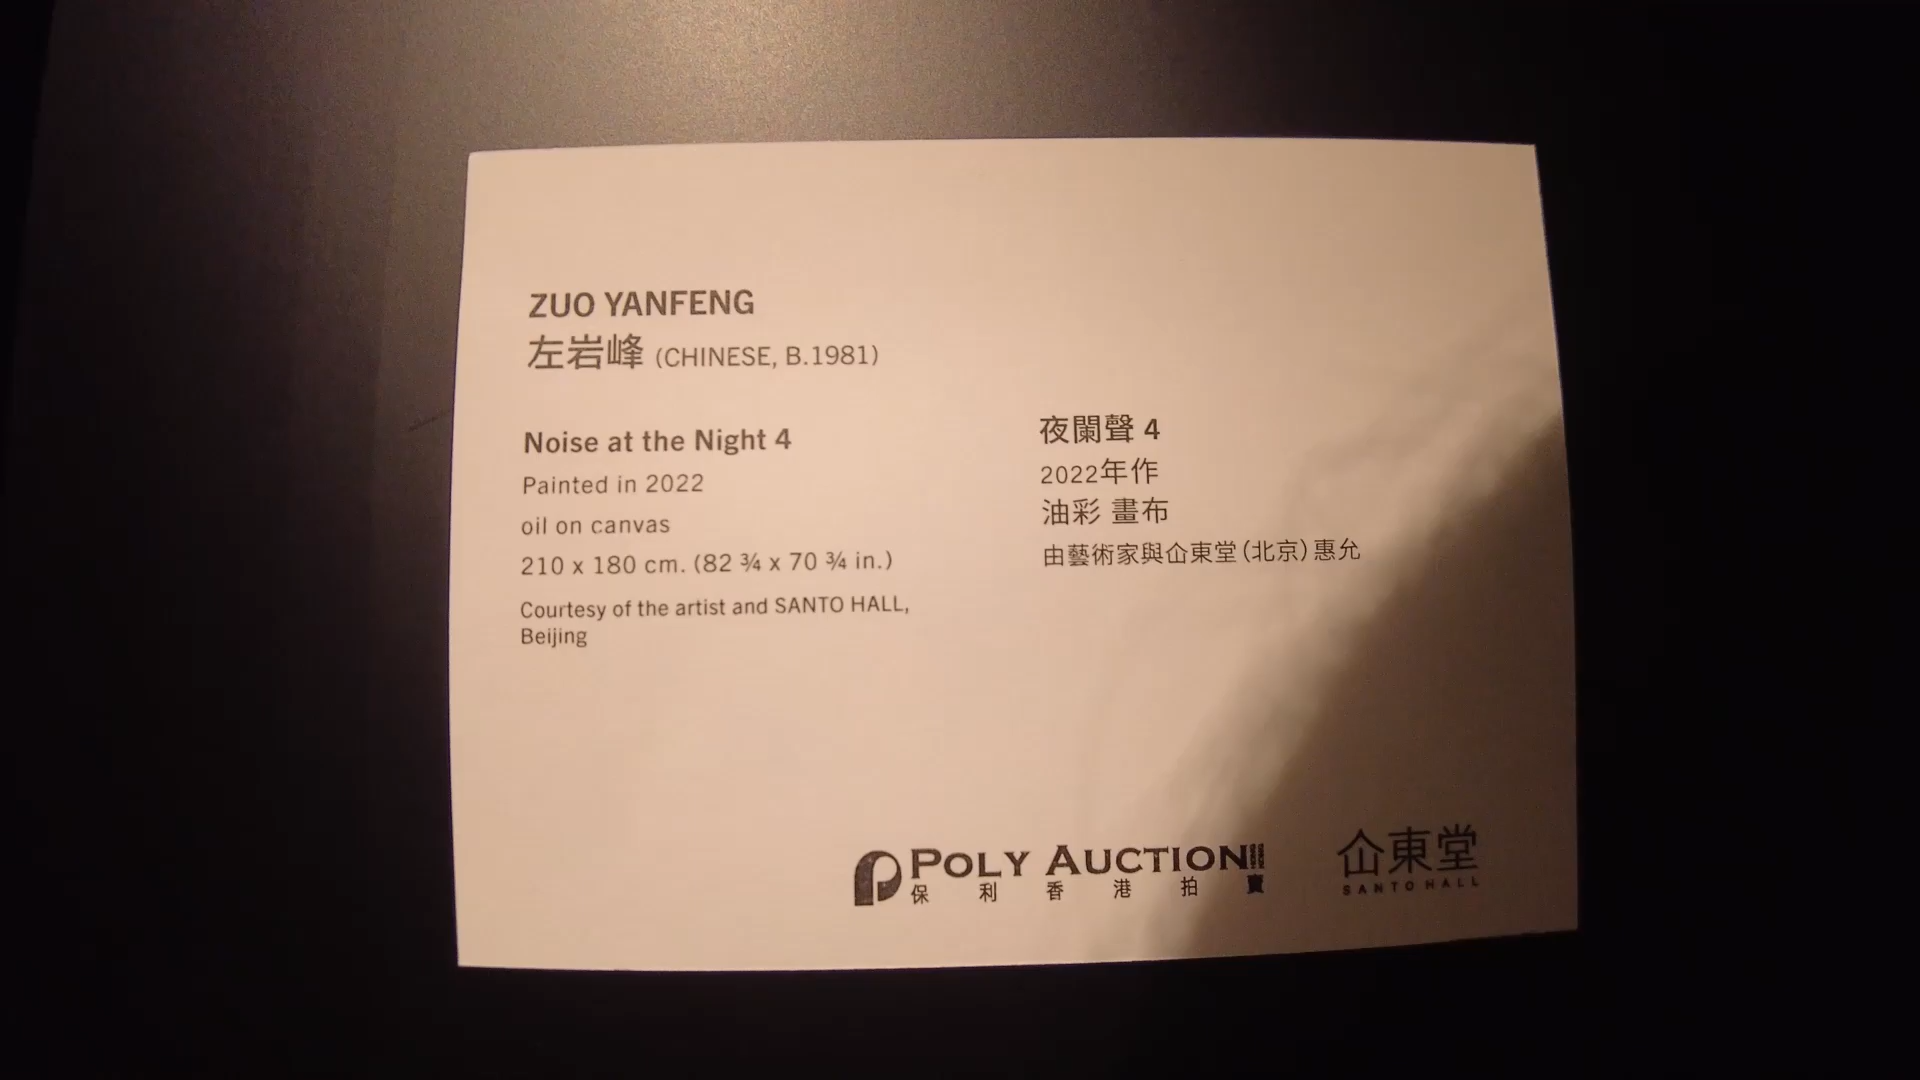 ZUO YANFENG
左岩峰 (CHINESE, B.1981)
Noise at the Night 4
Painted in 2022
oil on canvas
210 x 180 cm. (82 ¾ x 70 ¾ in.)
Courtesy of the artist and SANTO HALL,
Beijing
夜闌聲 4
2022年作
油彩 畫布
由藝術家與仚東堂(北京)惠允
POLY AUCTION
保利香港拍賣
仚東堂
SANTO HALL